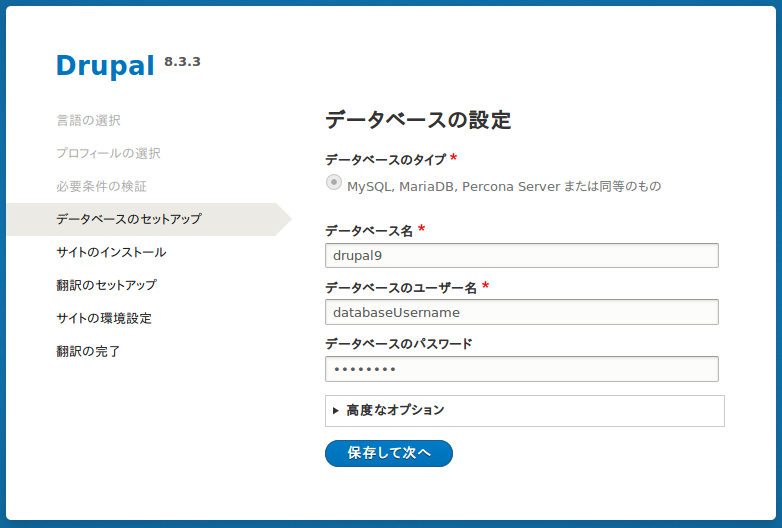 Drupal 8.3.3
言語の選択
プロフィールの選択
必要条件の検証
データベースのセットアップ
サイトのインストール
翻訳のセットアップ
サイトの環境設定
翻訳の完了
データベースの設定
データベースのタイプ *
MySQL, MariaDB, Percona Server または同等のもの
データベース名 *
drupal9
データベースのユーザー名 *
databaseUsername
データベースのパスワード
••••••••
高度なオプション
保存して次へ